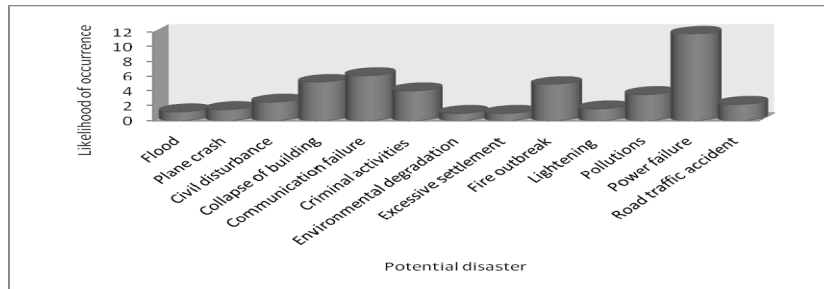 Likelihood of occurrence
12
10
8
6
4
2
0
Flood
Plane crash
Civil disturbance
Collapse of building
Communication failure
Criminal activities
Environmental degradation
Excessive settlement
Fire outbreak
Lightening
Pollutions
Power failure
Road traffic accident
Potential disaster